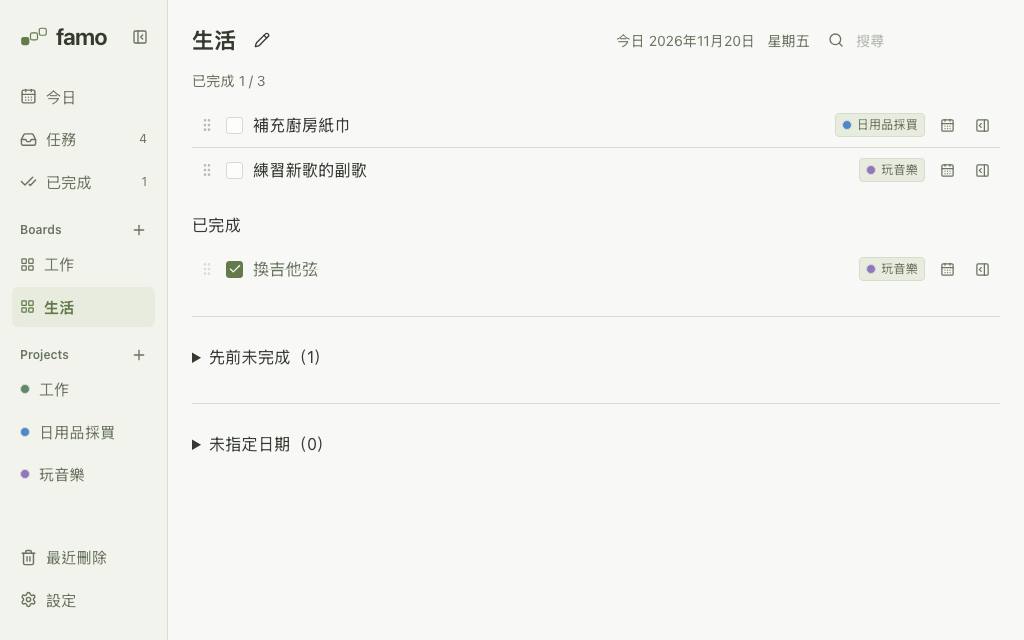 famo
今日
任務 4
已完成 1
Boards
工作
生活
Projects
工作
日用品採買
玩音樂
最近刪除
設定
生活
今日 2026年11月20日 星期五
搜尋
已完成 1 / 3
補充廚房紙巾 日用品採買
練習新歌的副歌 玩音樂
已完成
換吉他弦 玩音樂
先前未完成（1）
未指定日期（0）